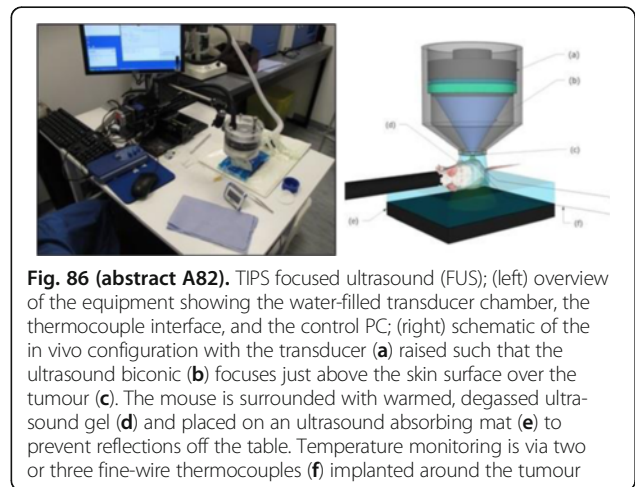 (a)
(b)
(d)
(c)
(e)
(f)
Fig. 86 (abstract A82). TIPS focused ultrasound (FUS); (left) overview
of the equipment showing the water-filled transducer chamber, the
thermocouple interface, and the control PC; (right) schematic of the
in vivo configuration with the transducer (a) raised such that the
ultrasound biconic (b) focuses just above the skin surface over the
tumour (c). The mouse is surrounded with warmed, degassed ultra-
sound gel (d) and placed on an ultrasound absorbing mat (e) to
prevent reflections off the table. Temperature monitoring is via two
or three fine-wire thermocouples (f) implanted around the tumour